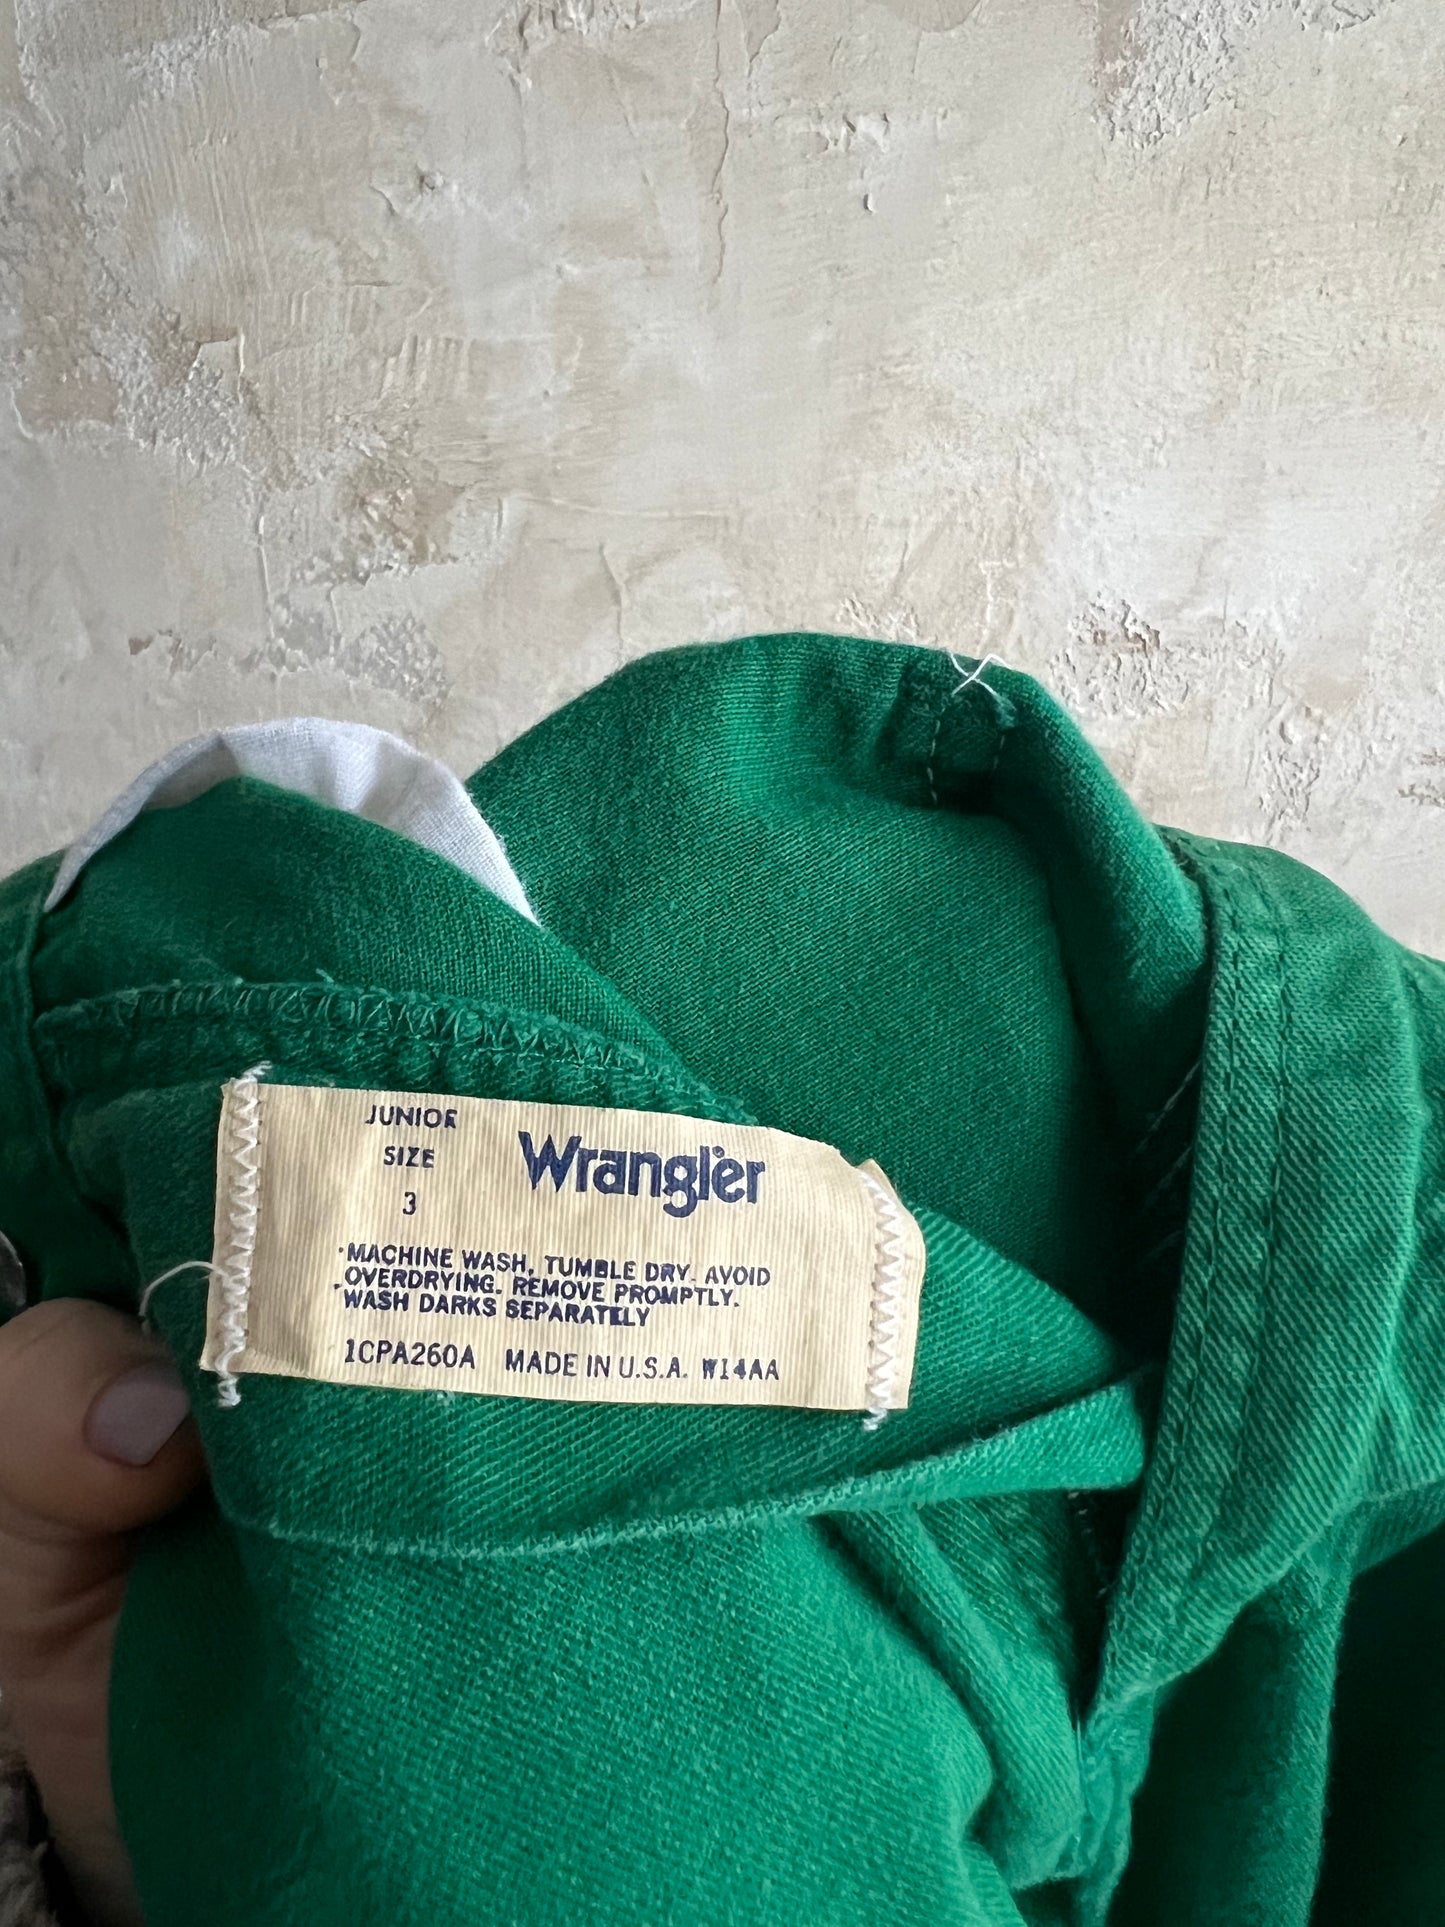 JUNIOR
SIZE
3
Wrangler
MACHINE WASH, TUMBLE DRY. AVOID
OVERDRYING. REMOVE PROMPTLY.
WASH DARKS SEPARATELY
1CPA260A MADE IN U.S.A. W14AA